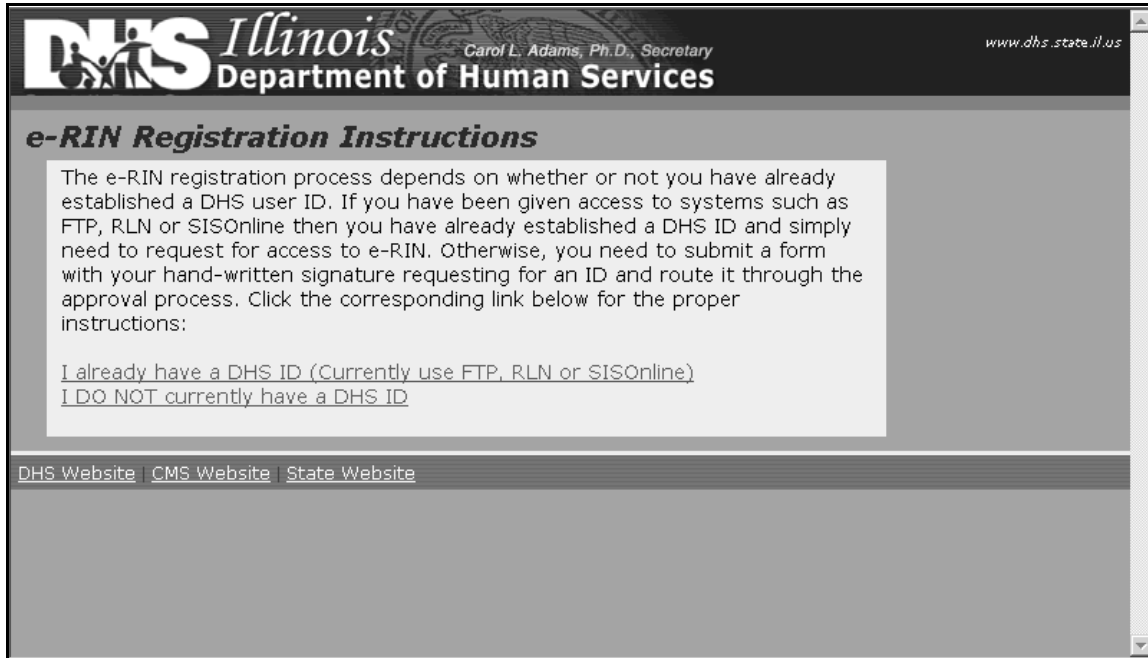 DHS Illinois Carol L. Adams, Ph.D., Secretary www.dhs.state.il.us
Department of Human Services
e-RIN Registration Instructions
The e-RIN registration process depends on whether or not you have already
established a DHS user ID. If you have been given access to systems such as
FTP, RLN or SISOnline then you have already established a DHS ID and simply
need to request for access to e-RIN. Otherwise, you need to submit a form
with your hand-written signature requesting for an ID and route it through the
approval process. Click the corresponding link below for the proper
instructions:
I already have a DHS ID (Currently use FTP, RLN or SISOnline)
I DO NOT currently have a DHS ID
DHS Website | CMS Website | State Website